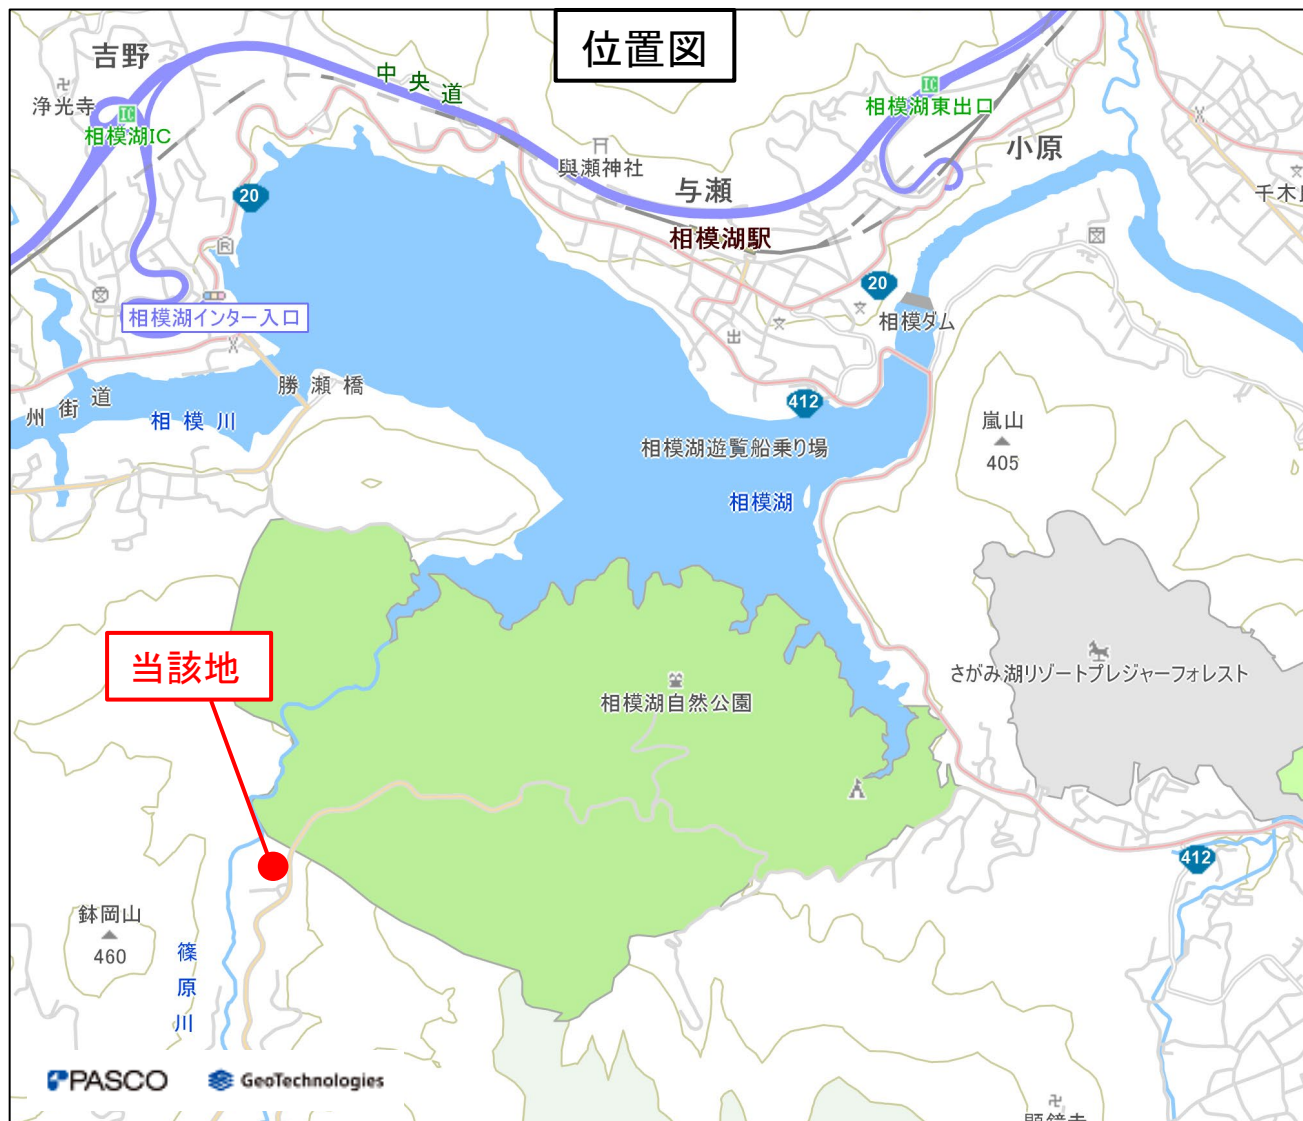 位置図
吉野
中央道
浄光寺
IC
相模湖IC
IC
相模湖東出口
小原
與瀬神社
与瀬
千木
20
相模湖駅
R
20
相模湖インター入口
相模ダム
勝瀬橋
州街道
相模川
412
嵐山
405
相模湖遊覧船乗り場
相模湖
当該地
さがみ湖リゾートプレジャーフォレスト
相模湖自然公園
412
鉢岡山
460
篠原川
PASCO
GeoTechnologies